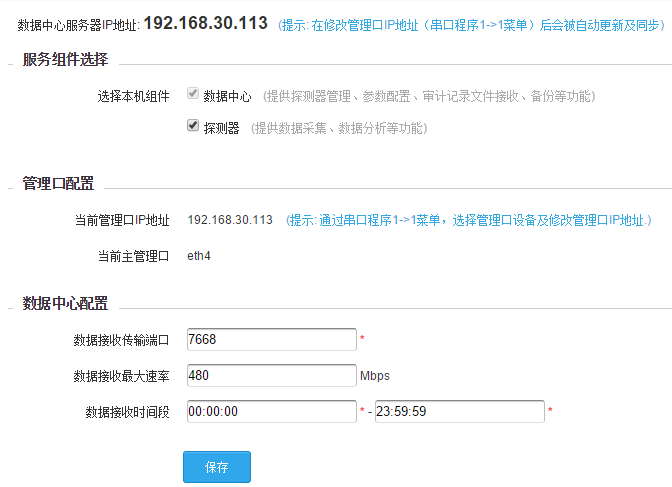 数据中心服务器IP地址: 192.168.30.113 (提示: 在修改管理口IP地址（串口程序1->1菜单）后会被自动更新及同步)
服务组件选择
选择本机组件 数据中心 (提供探测器管理、参数配置、审计记录文件接收、备份等功能)
探测器 (提供数据采集、数据分析等功能)
管理口配置
当前管理口IP地址 192.168.30.113 (提示: 通过串口程序1->1菜单，选择管理口设备及修改管理口IP地址.)
当前主管理口 eth4
数据中心配置
数据接收传输端口 7668 *
数据接收最大速率 480 Mbps
数据接收时间段 00:00:00 * - 23:59:59 *
保存